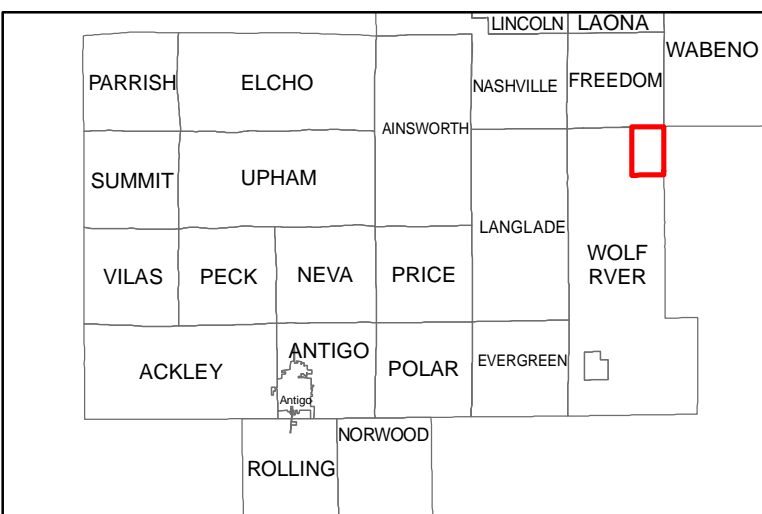 LINCOLN
LAONA
WABENO
PARRISH
ELCHO
NASHVILLE
FREEDOM
AINSWORTH
SUMMIT
UPHAM
LANGLADE
WOLF
RVER
VILAS
PECK
NEVA
PRICE
ANTIGO
ACKLEY
POLAR
EVERGREEN
Antigo
NORWOOD
ROLLING